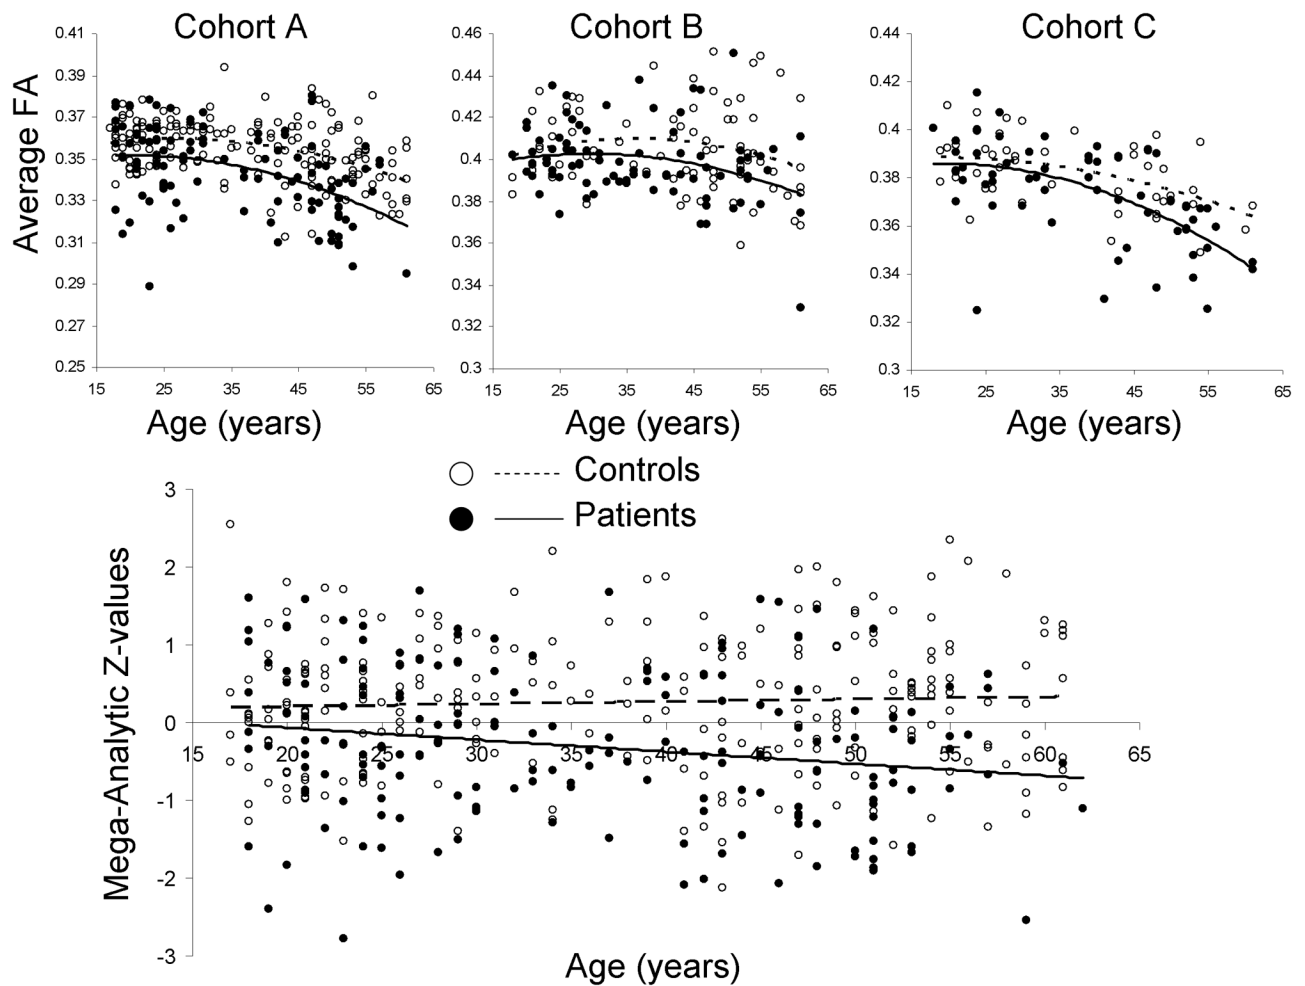 Cohort A
Cohort B
Cohort C
Average FA
0.41
0.39
0.37
0.35
0.33
0.31
0.29
0.27
0.25
15 25 35 45 55 65
Age (years)
0.46
0.44
0.42
0.4
0.38
0.36
0.34
0.32
0.3
15 25 35 45 55 65
Age (years)
0.44
0.42
0.4
0.38
0.36
0.34
0.32
0.3
15 25 35 45 55 65
Age (years)
Controls
Patients
Mega-Analytic Z-values
3
2
1
0
-1
-2
-3
15 20 25 30 35 40 45 50 55 60 65
Age (years)